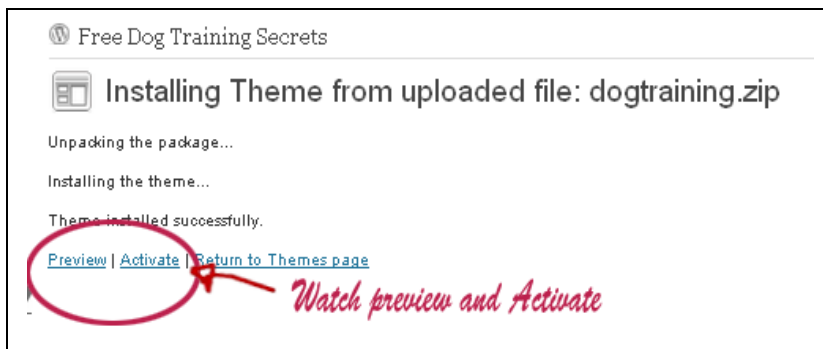 Free Dog Training Secrets
Installing Theme from uploaded file: dogtraining.zip
Unpacking the package...
Installing the theme...
Theme installed successfully.
Preview | Activate | Return to Themes page
Watch preview and Activate